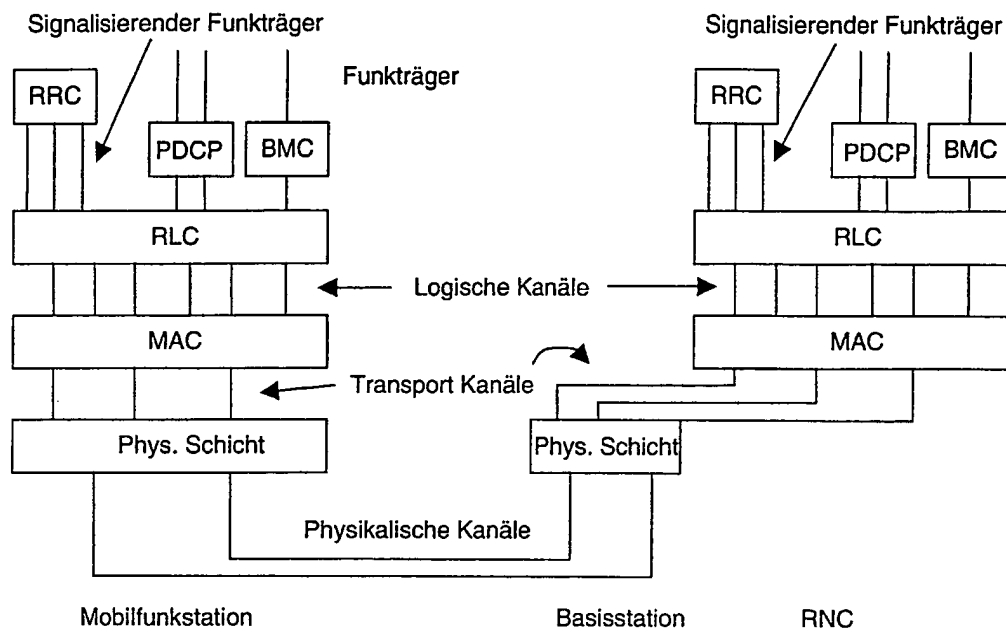 Signalisierender Funkträger
Signalisierender Funkträger
Funkträger
RRC
RRC
PDCP
BMC
PDCP
BMC
RLC
RLC
Logische Kanäle
MAC
MAC
Transport Kanäle
Phys. Schicht
Phys. Schicht
Physikalische Kanäle
Mobilfunkstation
Basisstation
RNC